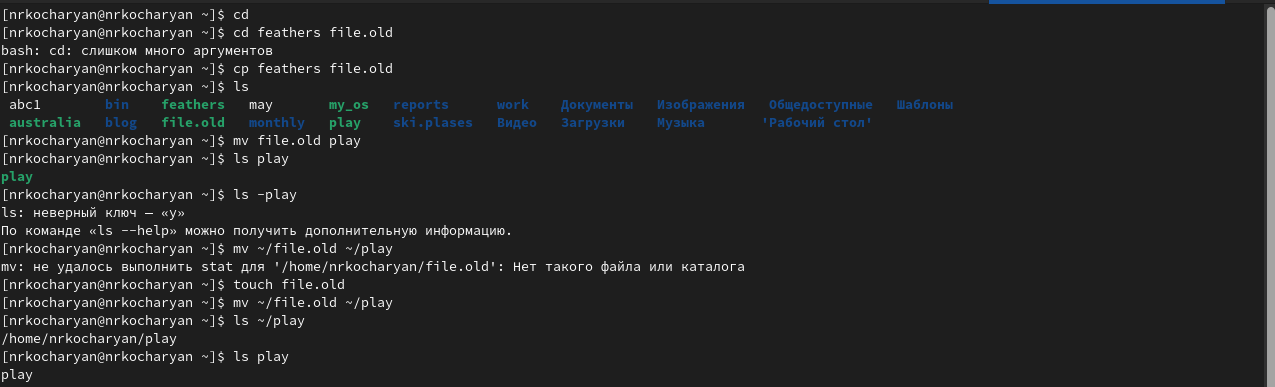 [nrkocharyan@nrkocharyan ~]$ cd
[nrkocharyan@nrkocharyan ~]$ cd feathers file.old
bash: cd: слишком много аргументов
[nrkocharyan@nrkocharyan ~]$ cp feathers file.old
[nrkocharyan@nrkocharyan ~]$ ls
abc1 bin feathers may my_os reports work Документы Изображения Общедоступные Шаблоны
australia blog file.old monthly play ski.plases Видео Загрузки Музыка 'Рабочий стол'
[nrkocharyan@nrkocharyan ~]$ mv file.old play
[nrkocharyan@nrkocharyan ~]$ ls play
play
[nrkocharyan@nrkocharyan ~]$ ls -play
ls: неверный ключ — «y»
По команде «ls --help» можно получить дополнительную информацию.
[nrkocharyan@nrkocharyan ~]$ mv ~/file.old ~/play
mv: не удалось выполнить stat для '/home/nrkocharyan/file.old': Нет такого файла или каталога
[nrkocharyan@nrkocharyan ~]$ touch file.old
[nrkocharyan@nrkocharyan ~]$ mv ~/file.old ~/play
[nrkocharyan@nrkocharyan ~]$ ls ~/play
/home/nrkocharyan/play
[nrkocharyan@nrkocharyan ~]$ ls play
play